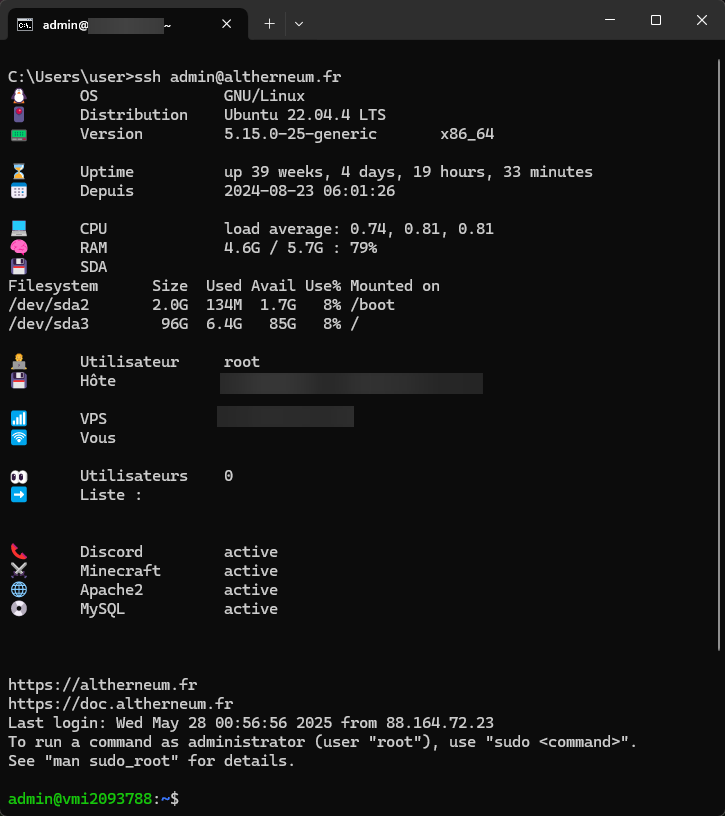 admin@ ~
C:\Users\user>ssh admin@altherneum.fr
OS GNU/Linux
Distribution Ubuntu 22.04.4 LTS
Version 5.15.0-25-generic x86_64
Uptime up 39 weeks, 4 days, 19 hours, 33 minutes
Depuis 2024-08-23 06:01:26
CPU load average: 0.74, 0.81, 0.81
RAM 4.6G / 5.7G : 79%
SDA
Filesystem Size Used Avail Use% Mounted on
/dev/sda2 2.0G 134M 1.7G 8% /boot
/dev/sda3 96G 6.4G 85G 8% /
Utilisateur root
Hôte
VPS
Vous
Utilisateurs 0
Liste :
Discord active
Minecraft active
Apache2 active
MySQL active
https://altherneum.fr
https://doc.altherneum.fr
Last login: Wed May 28 00:56:56 2025 from 88.164.72.23
To run a command as administrator (user "root"), use "sudo <command>".
See "man sudo_root" for details.
admin@vmi2093788:~$